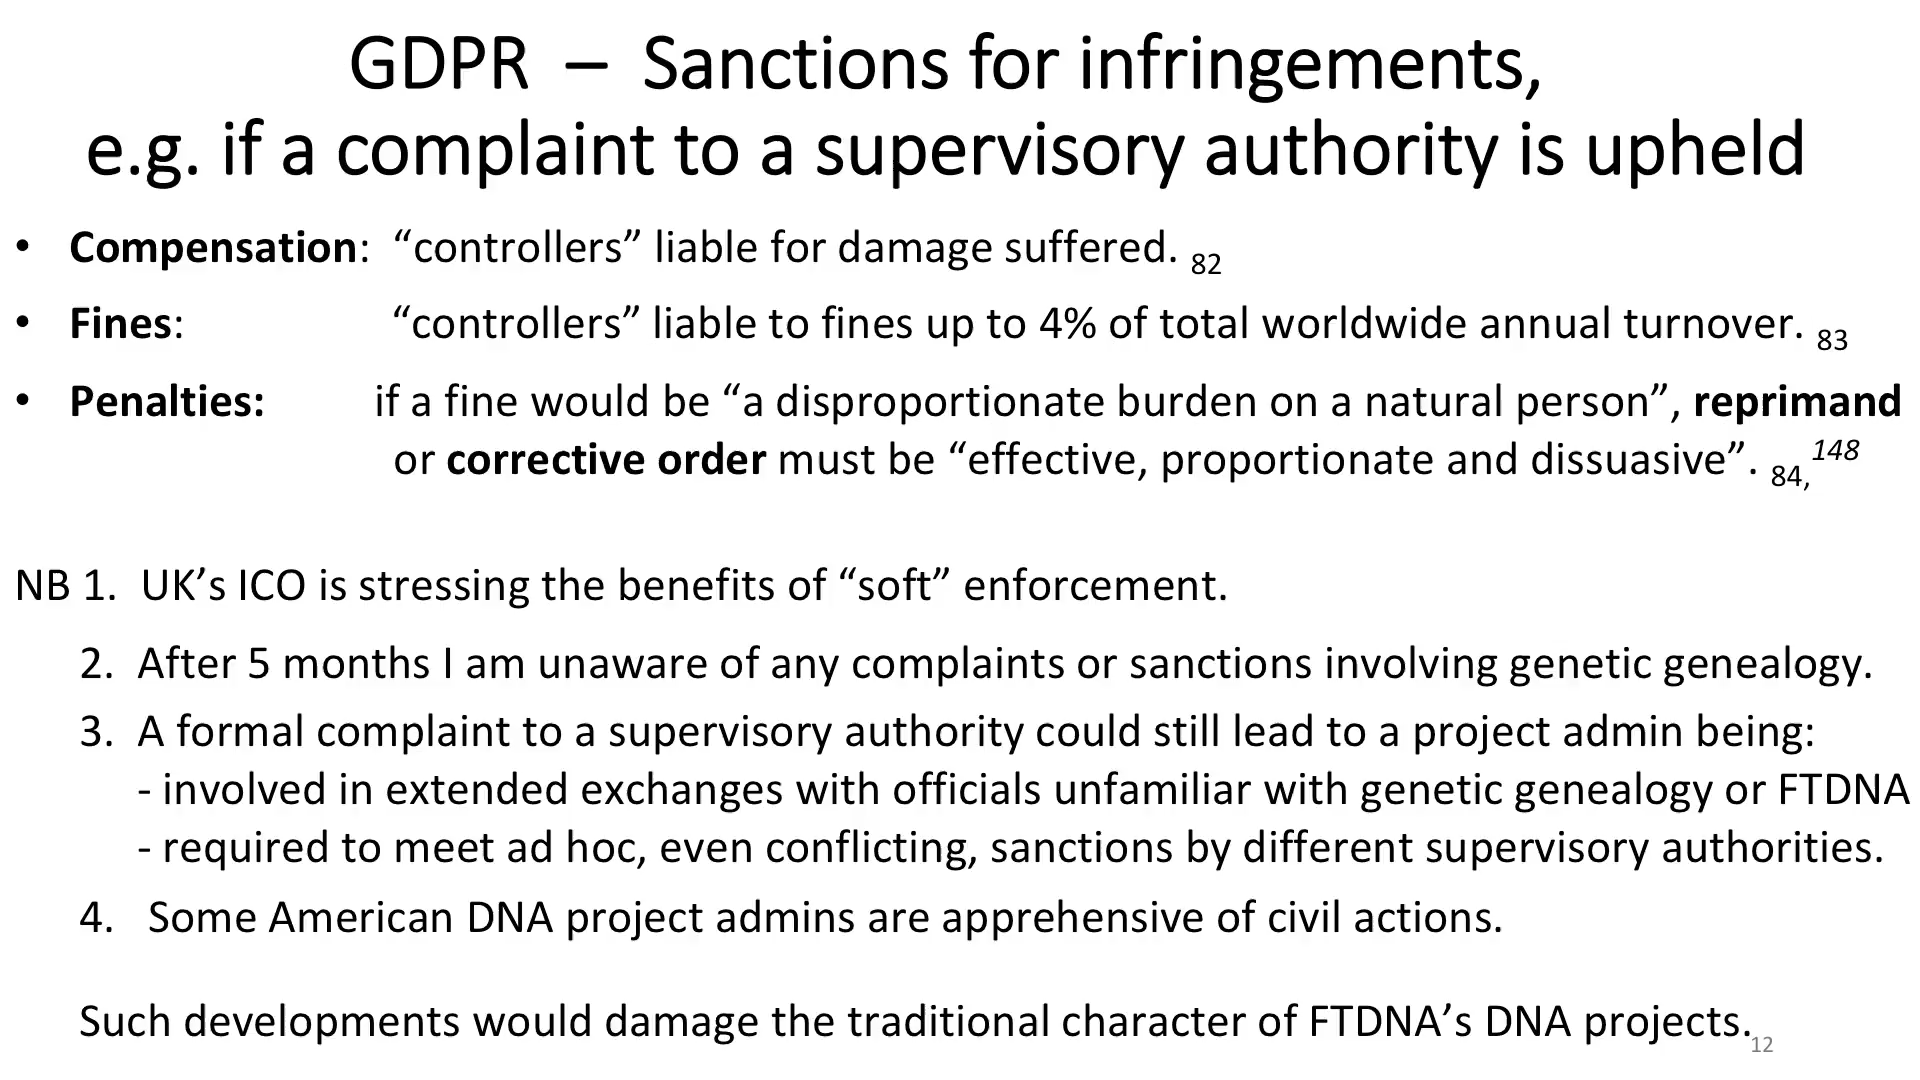 GDPR – Sanctions for infringements,
e.g. if a complaint to a supervisory authority is upheld
• Compensation: “controllers” liable for damage suffered. 82
• Fines: “controllers” liable to fines up to 4% of total worldwide annual turnover. 83
• Penalties: if a fine would be “a disproportionate burden on a natural person”, reprimand
or corrective order must be “effective, proportionate and dissuasive”. 84, 148
NB 1. UK’s ICO is stressing the benefits of “soft” enforcement.
2. After 5 months I am unaware of any complaints or sanctions involving genetic genealogy.
3. A formal complaint to a supervisory authority could still lead to a project admin being:
- involved in extended exchanges with officials unfamiliar with genetic genealogy or FTDNA
- required to meet ad hoc, even conflicting, sanctions by different supervisory authorities.
4. Some American DNA project admins are apprehensive of civil actions.
Such developments would damage the traditional character of FTDNA’s DNA projects.
12